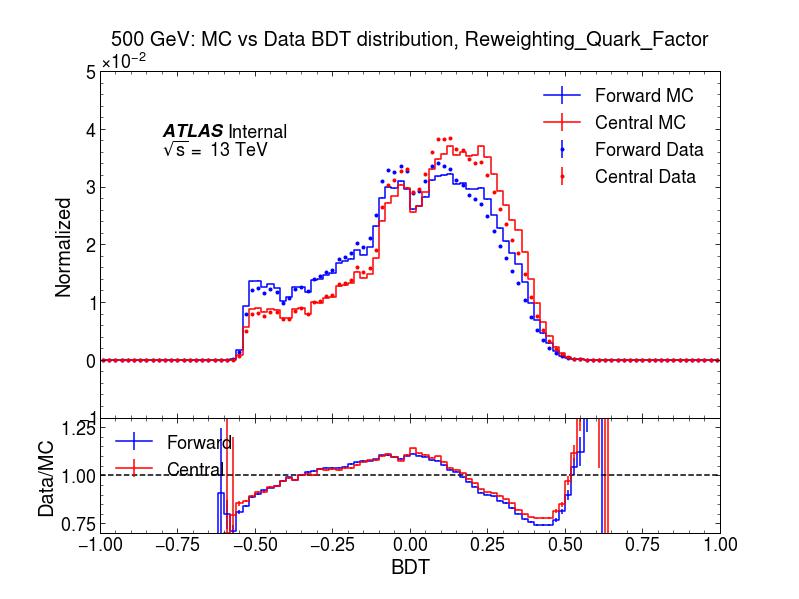 500 GeV: MC vs Data BDT distribution, Reweighting_Quark_Factor
×10⁻²
5
4
3
2
1
0
−1
Normalized
ATLAS Internal
√s = 13 TeV
Forward MC
Central MC
Forward Data
Central Data
1.25
1.00
0.75
Data/MC
Forward
Central
−1.00 −0.75 −0.50 −0.25 0.00 0.25 0.50 0.75 1.00
BDT